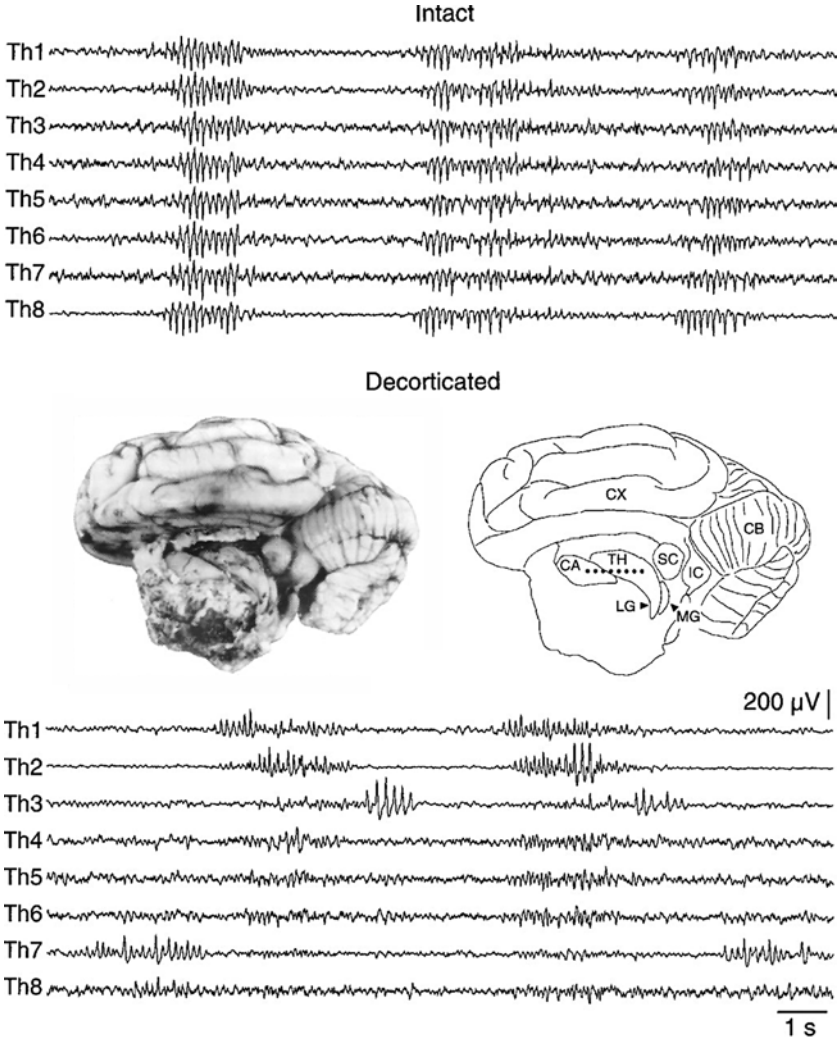 Intact
Th1
Th2
Th3
Th4
Th5
Th6
Th7
Th8
Decorticated
CX
CB
CA
TH
SC
IC
LG
MG
200 µV
Th1
Th2
Th3
Th4
Th5
Th6
Th7
Th8
1 s